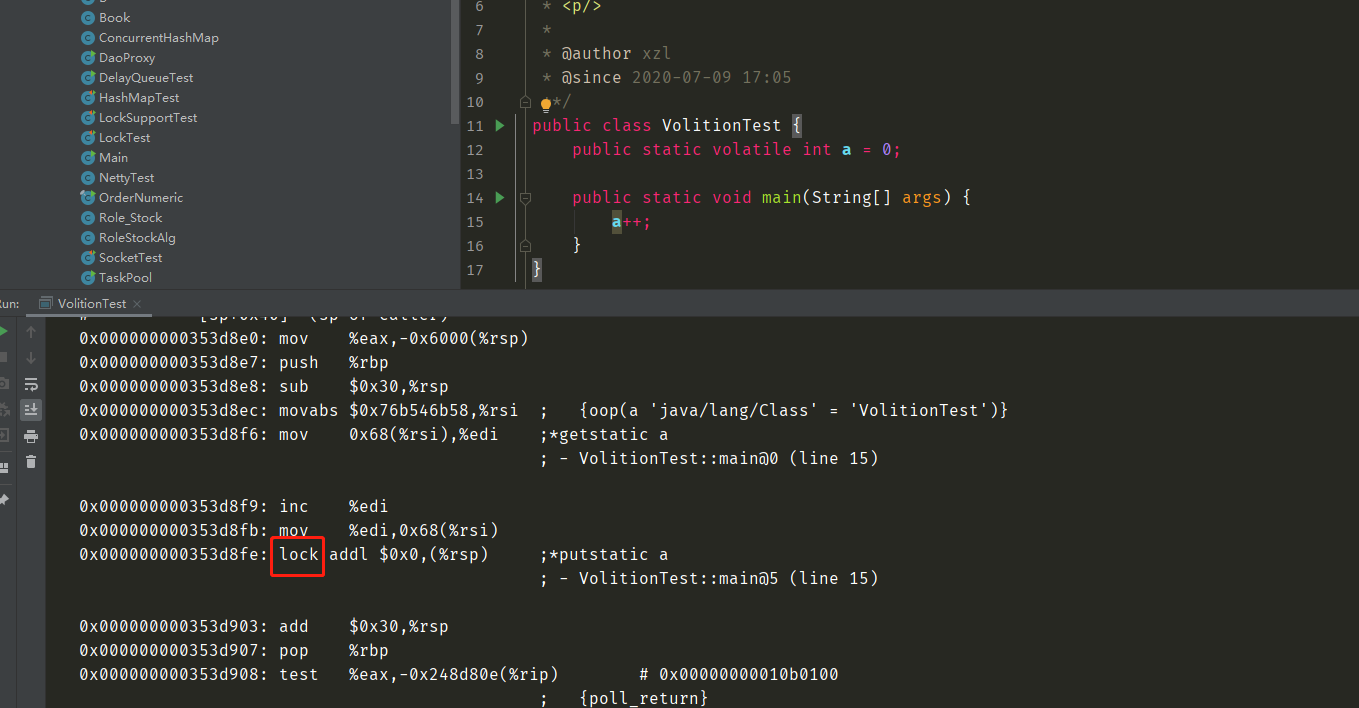 Book
ConcurrentHashMap
DaoProxy
DelayQueueTest
HashMapTest
LockSupportTest
LockTest
Main
NettyTest
OrderNumeric
Role_Stock
RoleStockAlg
SocketTest
TaskPool
6 * <p/>
7 *
8 * @author xzl
9 * @since 2020-07-09 17:05
10 */
11 public class VolitionTest {
12 public static volatile int a = 0;
13
14 public static void main(String[] args) {
15 a++;
16 }
17 }
Run: VolitionTest
# [sp+0x40] (sp of caller)
0x000000000353d8e0: mov %eax,-0x6000(%rsp)
0x000000000353d8e7: push %rbp
0x000000000353d8e8: sub $0x30,%rsp
0x000000000353d8ec: movabs $0x76b546b58,%rsi ; {oop(a 'java/lang/Class' = 'VolitionTest')}
0x000000000353d8f6: mov 0x68(%rsi),%edi ;*getstatic a
; - VolitionTest::main@0 (line 15)
0x000000000353d8f9: inc %edi
0x000000000353d8fb: mov %edi,0x68(%rsi)
0x000000000353d8fe: lock addl $0x0,(%rsp) ;*putstatic a
; - VolitionTest::main@5 (line 15)
0x000000000353d903: add $0x30,%rsp
0x000000000353d907: pop %rbp
0x000000000353d908: test %eax,-0x248d80e(%rip) # 0x00000000010b0100
; {poll_return}